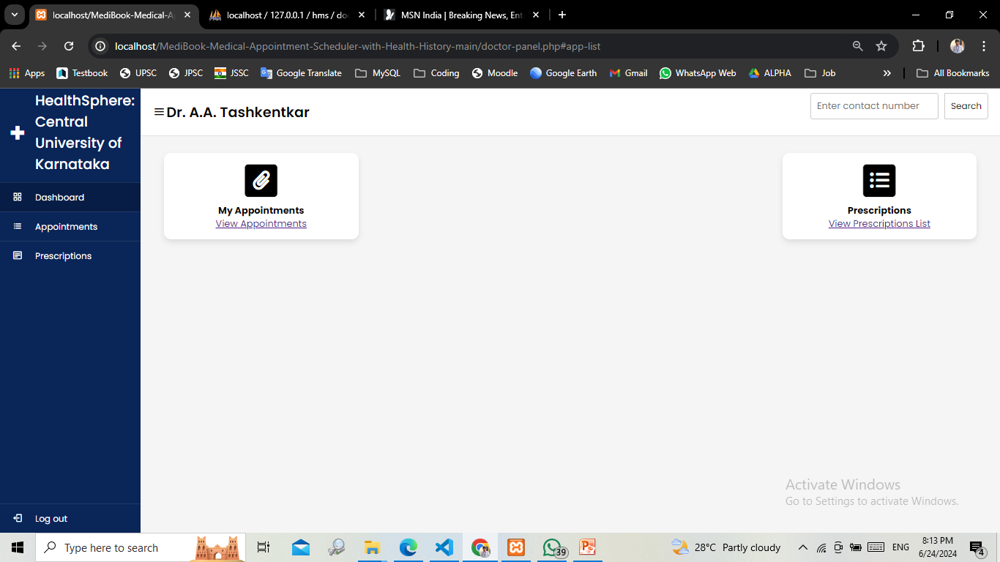 localhost/MediBook-Medical-Ap
localhost / 127.0.0.1 / hms / doc
MSN India | Breaking News, Ent
localhost/MediBook-Medical-Appointment-Scheduler-with-Health-History-main/doctor-panel.php#app-list
Apps Testbook UPSC JPSC JSSC Google Translate MySQL Coding Moodle Google Earth Gmail WhatsApp Web ALPHA Job » All Bookmarks
HealthSphere:
Central
University of
Karnataka
Dashboard
Appointments
Prescriptions
Log out
Dr. A.A. Tashkentkar
Enter contact number
Search
My Appointments
View Appointments
Prescriptions
View Prescriptions List
Activate Windows
Go to Settings to activate Windows.
Type here to search
39
28°C Partly cloudy
ENG
8:13 PM
6/24/2024
4